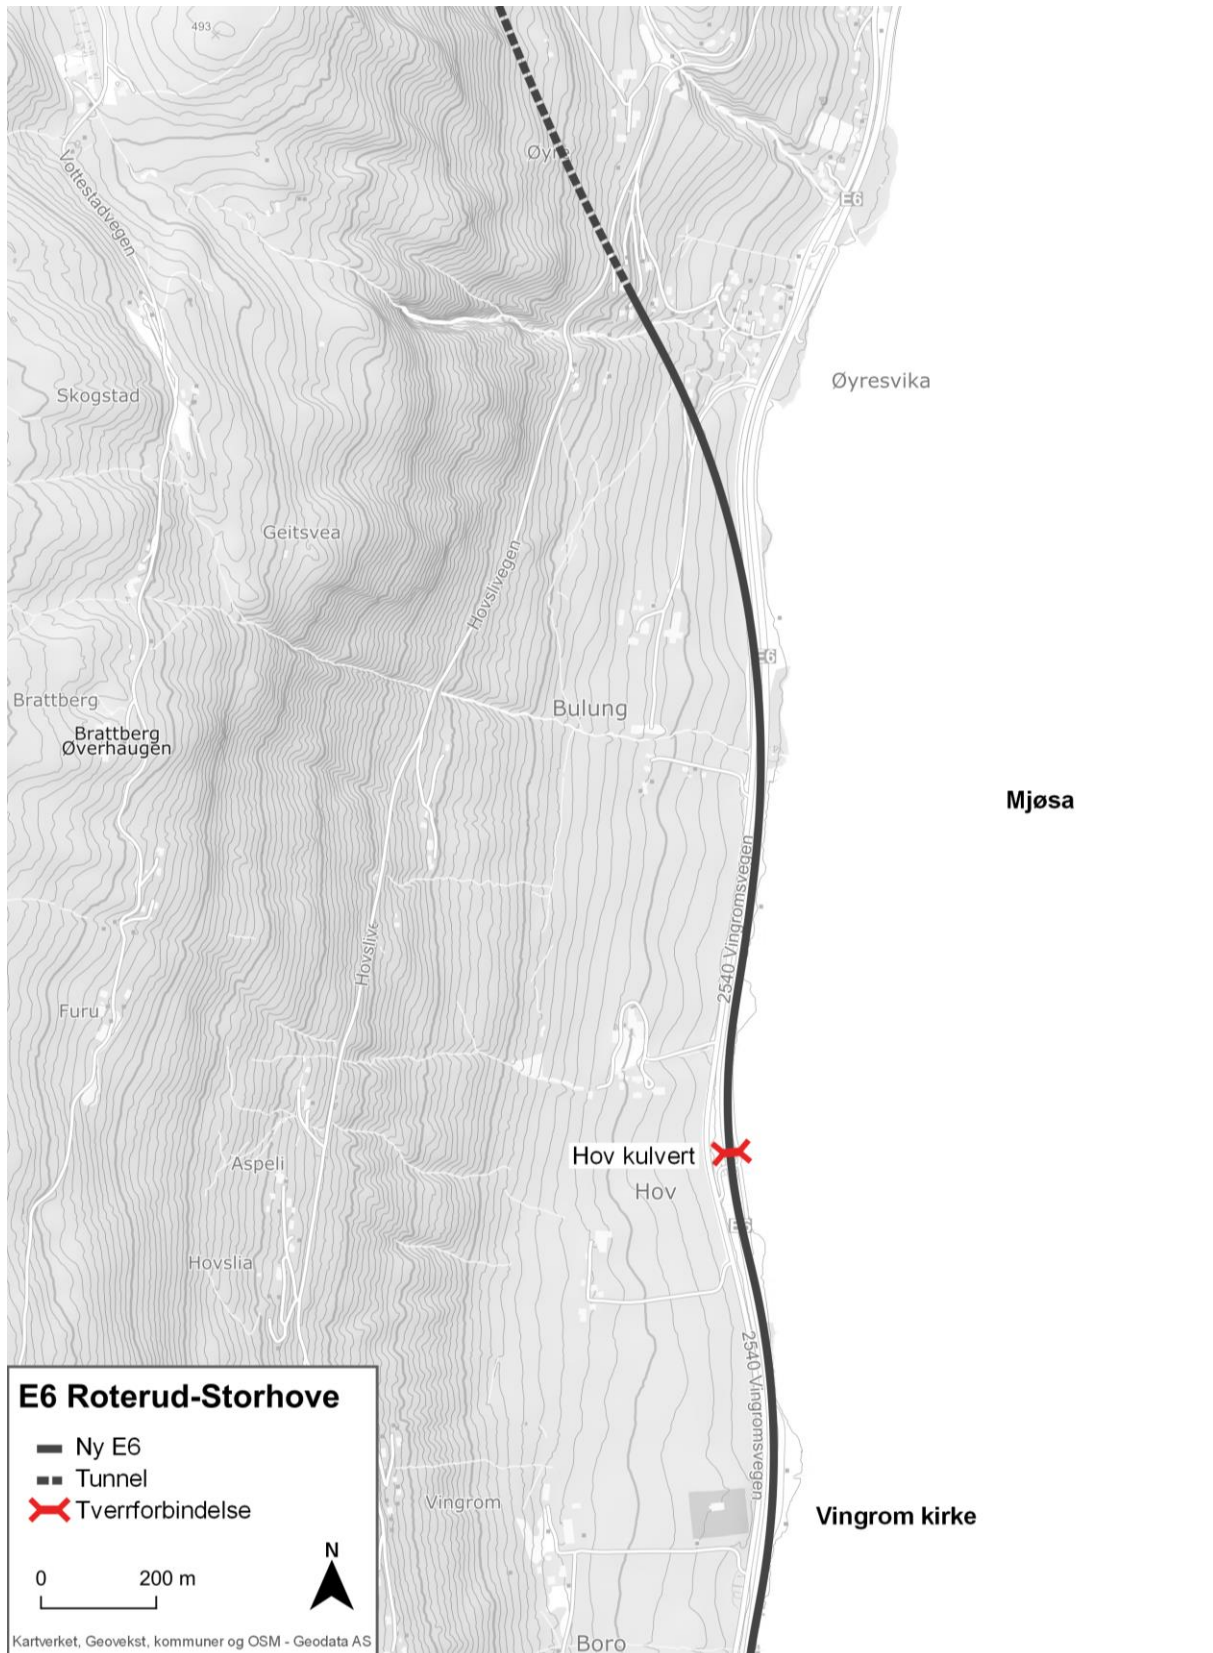 493
Vottestadvegen
Øyre
E6
Øyresvika
Skogstad
Geitsvea
Hovslivegen
E6
Brattberg
Bulung
Brattberg
Øverhaugen
Mjøsa
2540 Vingromsvegen
Hovslive
Furu
Hov kulvert
Aspeli
Hov
E6
Hovslia
2540 Vingromsvegen
E6 Roterud-Storhove
Ny E6
Tunnel
Tverrforbindelse
Vingrom
Vingrom kirke
N
0 200 m
Kartverket, Geovekst, kommuner og OSM - Geodata AS
Boro